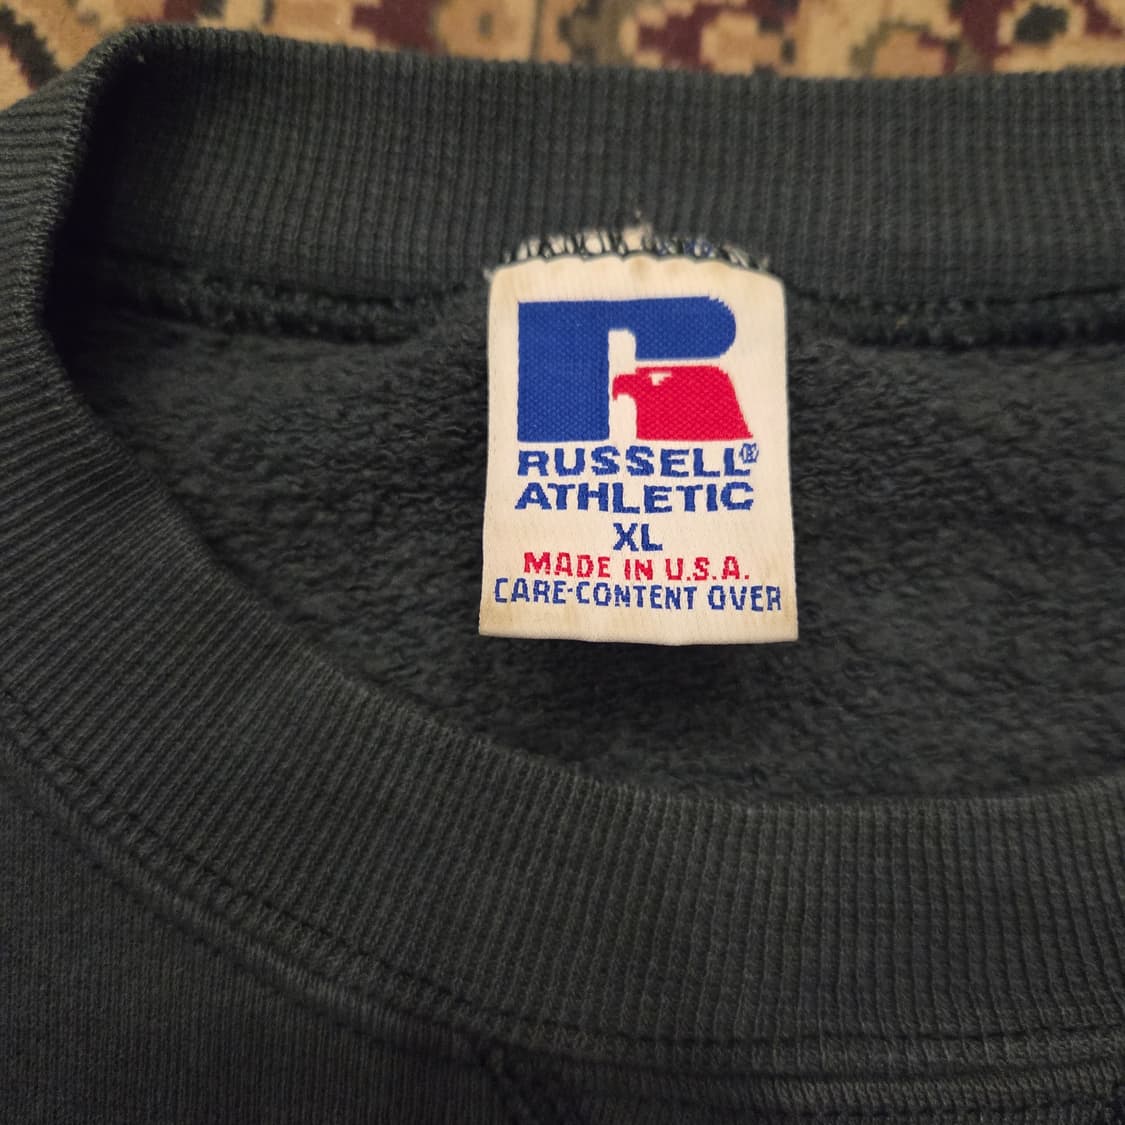 RUSSELL®
ATHLETIC
XL
MADE IN U.S.A.
CARE-CONTENT OVER